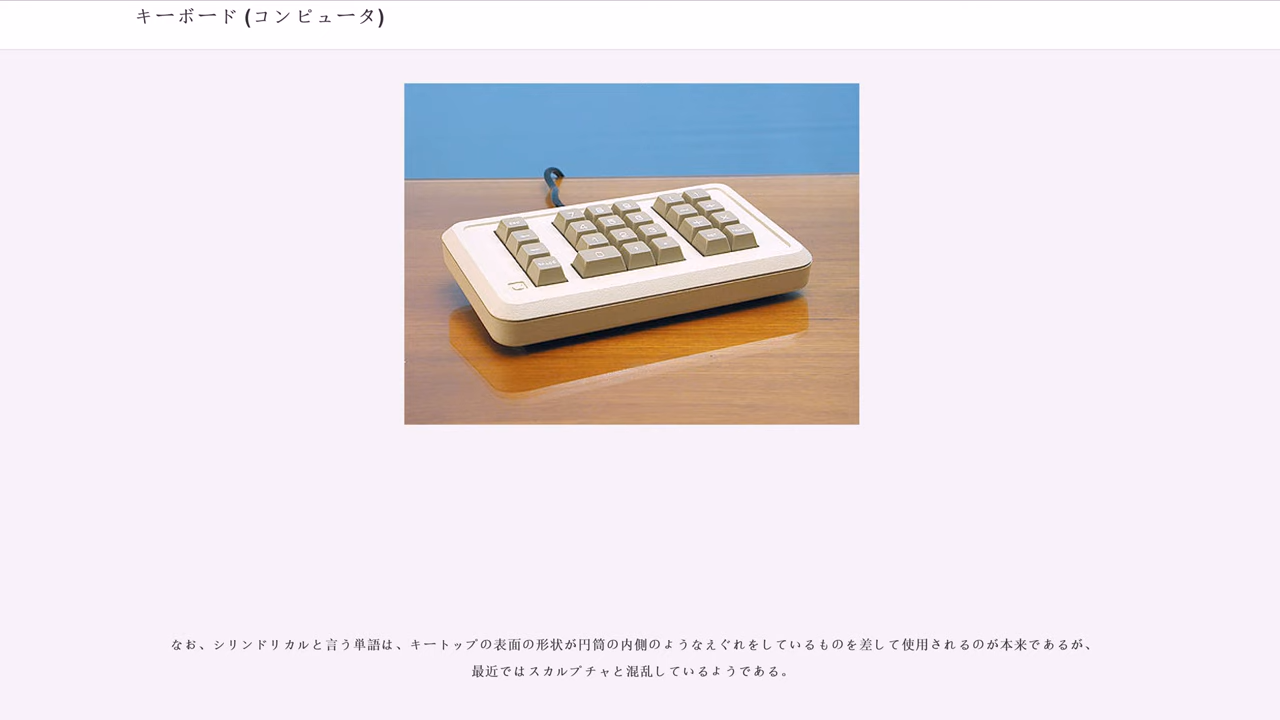 キーボード (コンピュータ)
なお、シリンドリカルと言う単語は、キートップの表面の形状が円筒の内側のようなえぐれをしているものを差して使用されるのが本来であるが、
最近ではスカルプチャと混乱しているようである。